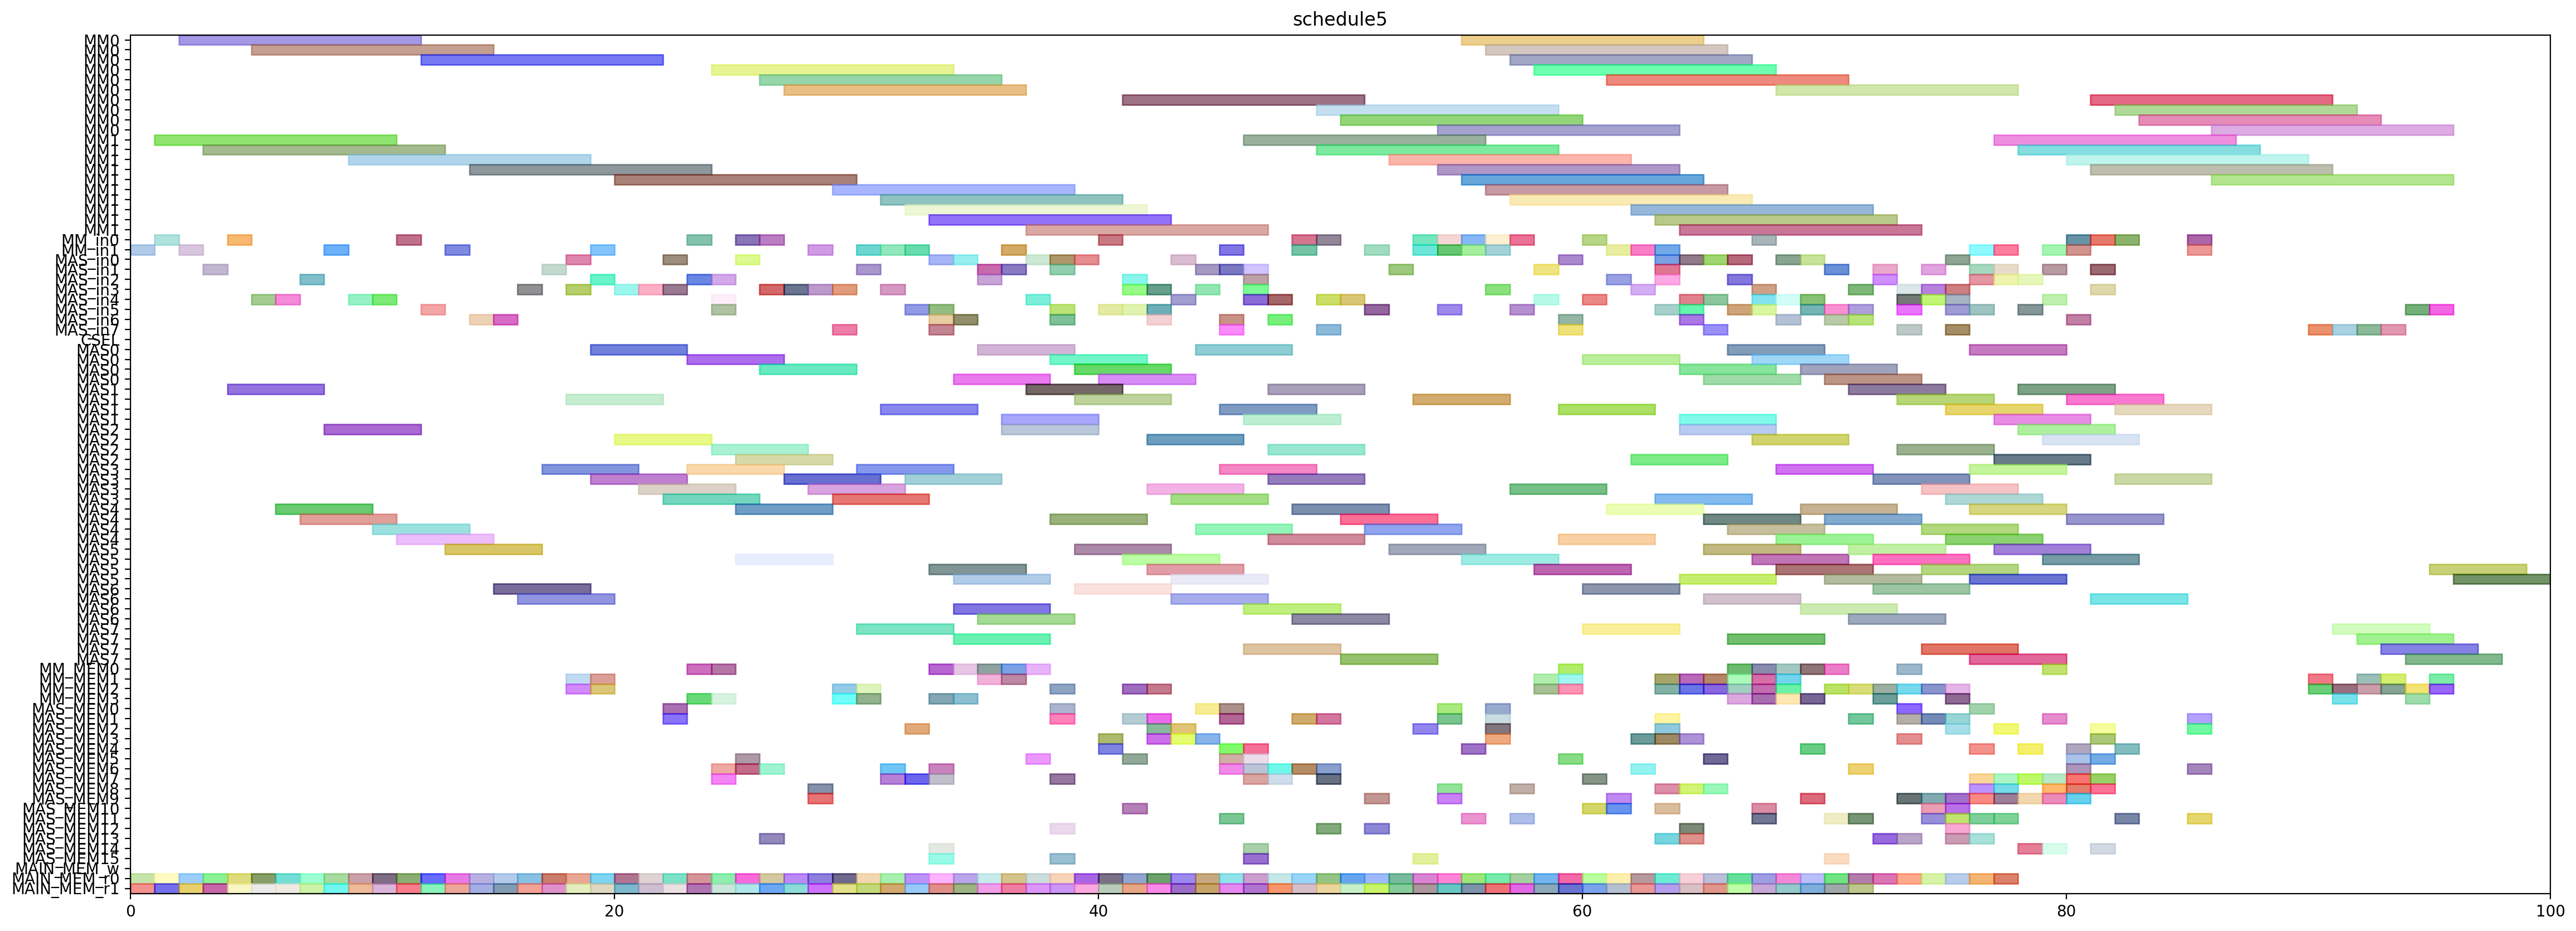 schedule5
MM0
MM0
MM0
MM0
MM0
MM0
MM0
MM0
MM0
MM0
MM1
MM1
MM1
MM1
MM1
MM1
MM1
MM1
MM1
MM1
MM_in0
MM_in1
MAS_in0
MAS_in1
MAS_in2
MAS_in3
MAS_in4
MAS_in5
MAS_in6
MAS_in7
CSEL
MAS0
MAS0
MAS0
MAS0
MAS1
MAS1
MAS1
MAS1
MAS2
MAS2
MAS2
MAS2
MAS3
MAS3
MAS3
MAS3
MAS4
MAS4
MAS4
MAS4
MAS5
MAS5
MAS5
MAS5
MAS6
MAS6
MAS6
MAS6
MAS7
MAS7
MAS7
MAS7
MM_MEM0
MM_MEM1
MM_MEM2
MM_MEM3
MAS_MEM0
MAS_MEM1
MAS_MEM2
MAS_MEM3
MAS_MEM4
MAS_MEM5
MAS_MEM6
MAS_MEM7
MAS_MEM8
MAS_MEM9
MAS_MEM10
MAS_MEM11
MAS_MEM12
MAS_MEM13
MAS_MEM14
MAS_MEM15
MAIN_MEM_w
MAIN_MEM_r0
MAIN_MEM_r1
0 20 40 60 80 100